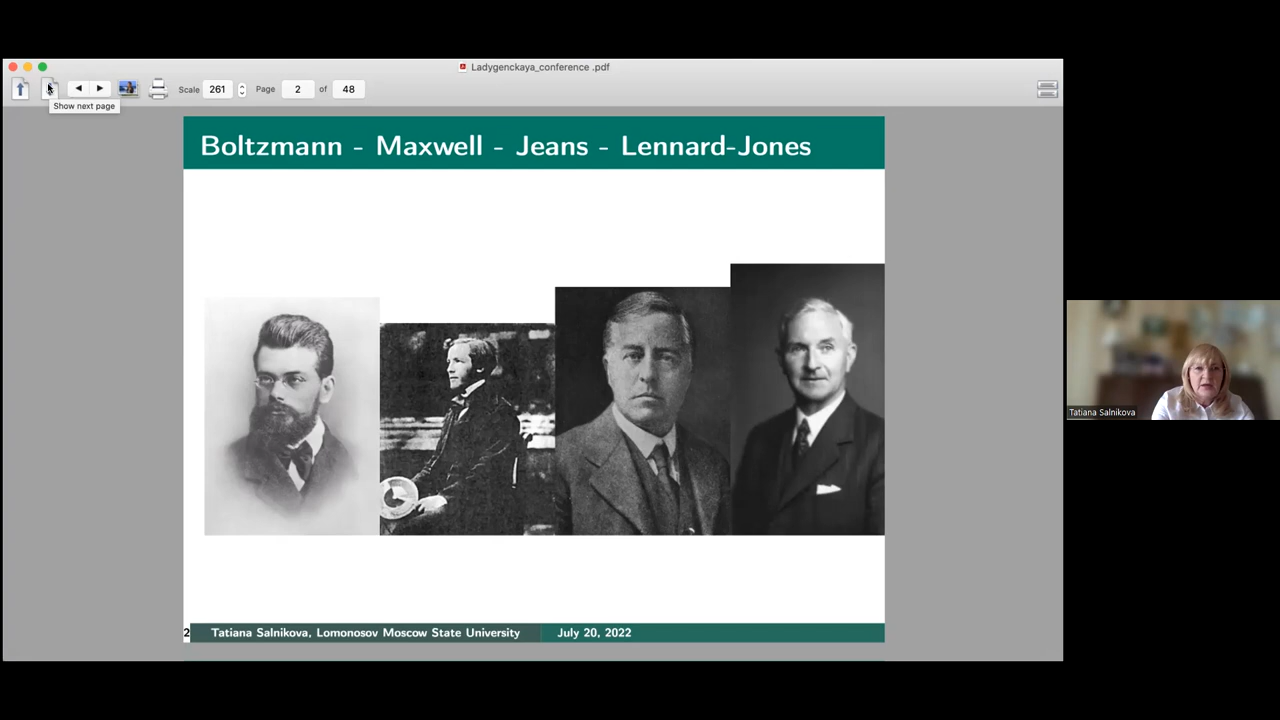 Ladygenckaya_conference .pdf
Scale 261 Page 2 of 48
Show next page
Boltzmann - Maxwell - Jeans - Lennard-Jones
Tatiana Salnikova
2 Tatiana Salnikova, Lomonosov Moscow State University July 20, 2022